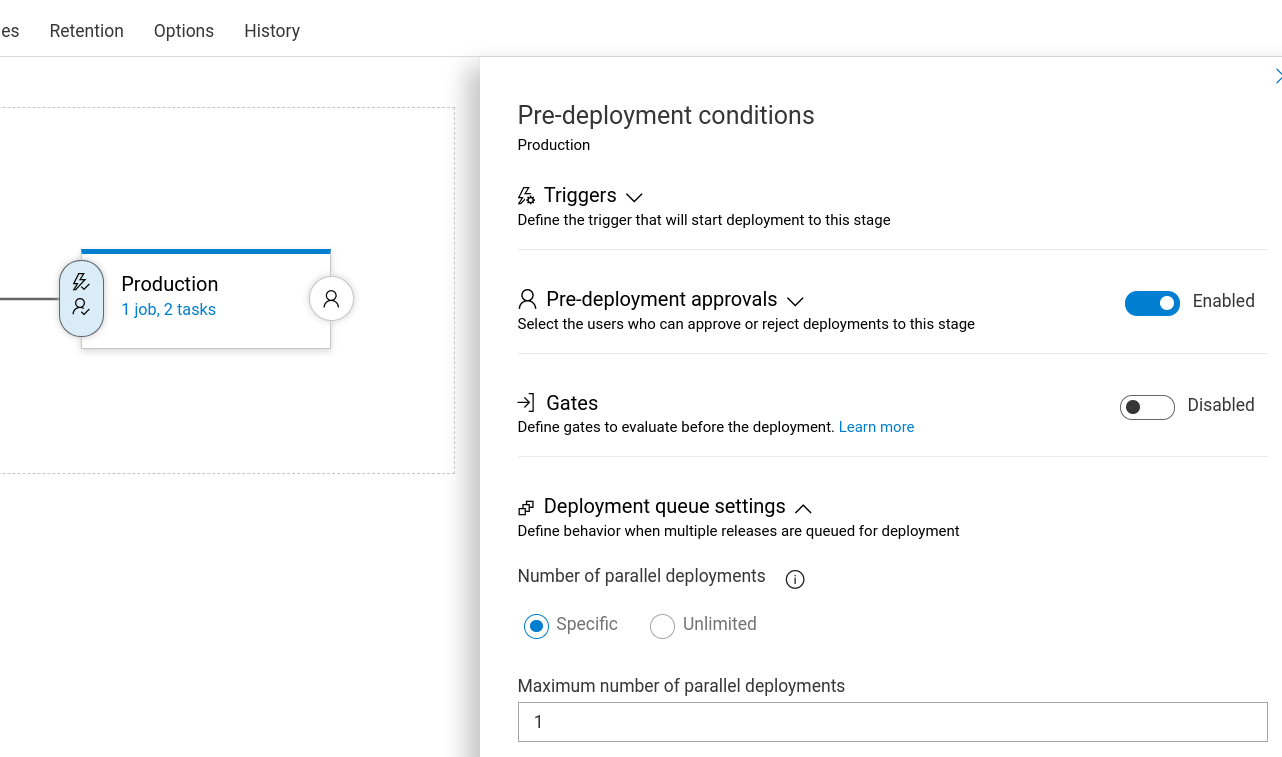 es Retention Options History
Pre-deployment conditions
Production
Triggers
Define the trigger that will start deployment to this stage
Production
1 job, 2 tasks
Pre-deployment approvals Enabled
Select the users who can approve or reject deployments to this stage
Gates Disabled
Define gates to evaluate before the deployment. Learn more
Deployment queue settings
Define behavior when multiple releases are queued for deployment
Number of parallel deployments
Specific Unlimited
Maximum number of parallel deployments
1